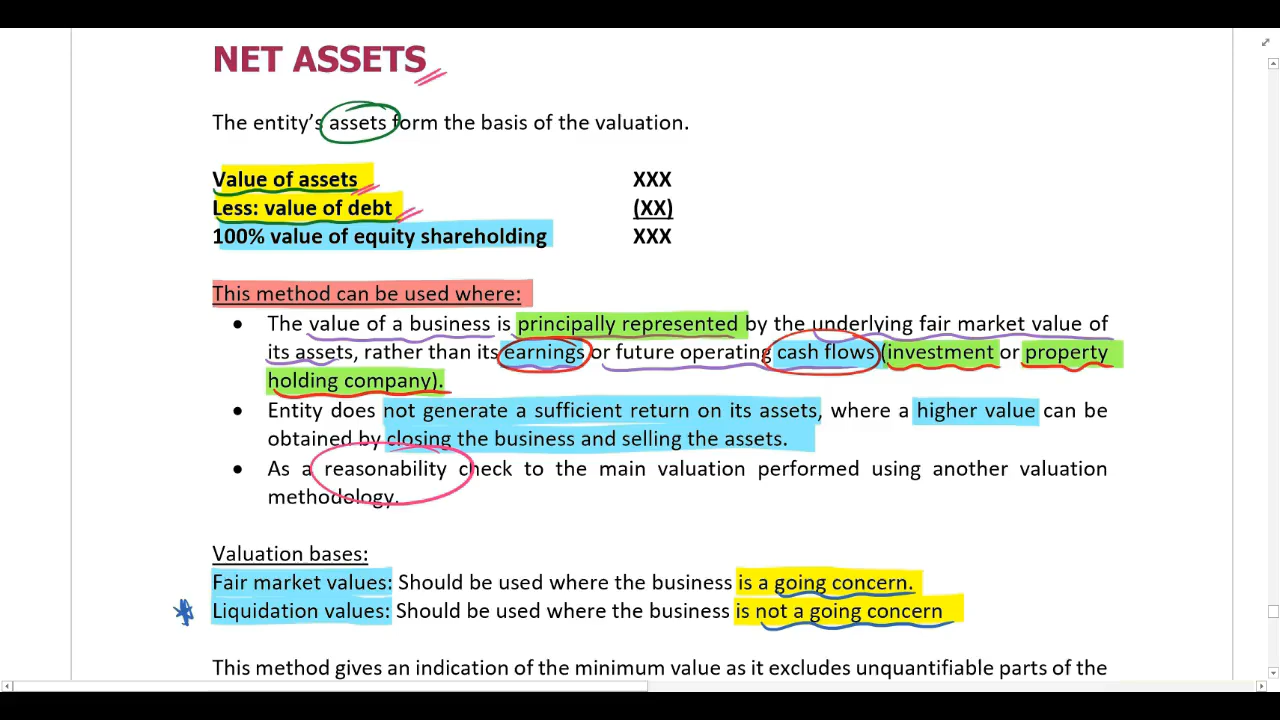 NET ASSETS
The entity's assets form the basis of the valuation.
Value of assets XXX
Less: value of debt (XX)
100% value of equity shareholding XXX
This method can be used where:
• The value of a business is principally represented by the underlying fair market value of
its assets, rather than its earnings or future operating cash flows (investment or property
holding company).
• Entity does not generate a sufficient return on its assets, where a higher value can be
obtained by closing the business and selling the assets.
• As a reasonability check to the main valuation performed using another valuation
methodology.
Valuation bases:
Fair market values: Should be used where the business is a going concern.
Liquidation values: Should be used where the business is not a going concern
This method gives an indication of the minimum value as it excludes unquantifiable parts of the